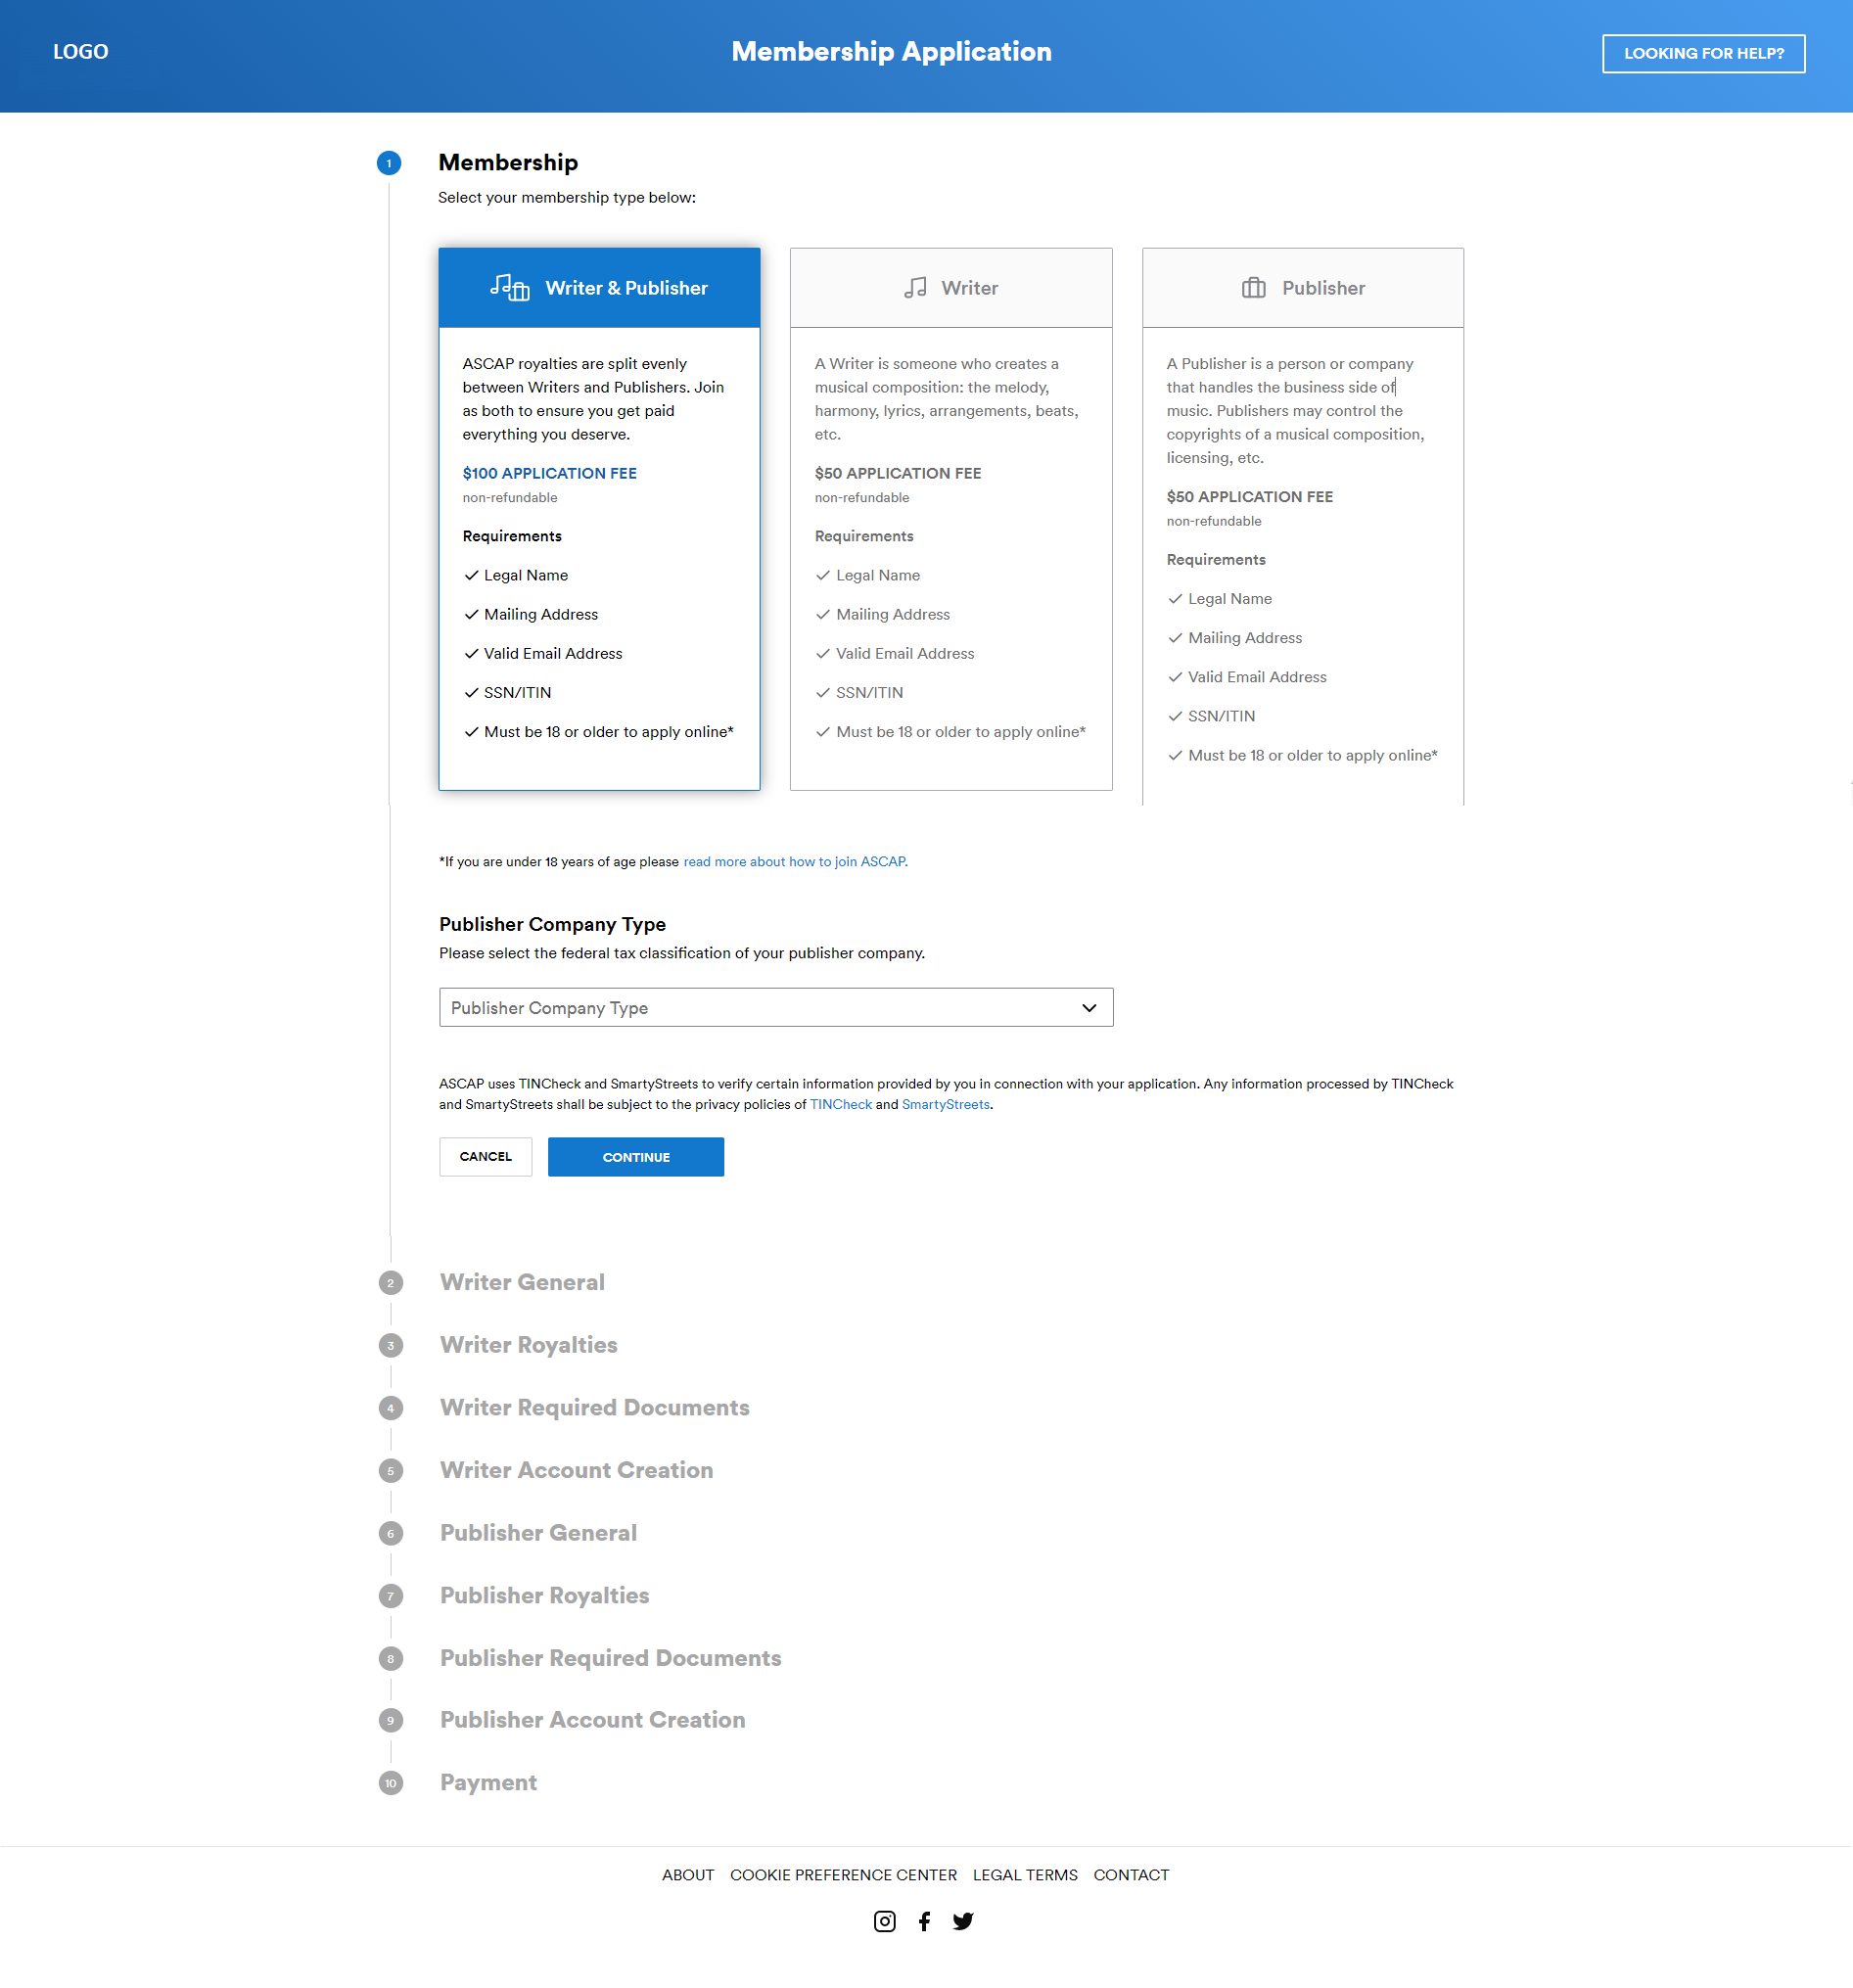 LOGO
Membership Application
LOOKING FOR HELP?
1
Membership
Select your membership type below:
Writer & Publisher
ASCAP royalties are split evenly
between Writers and Publishers. Join
as both to ensure you get paid
everything you deserve.
$100 APPLICATION FEE
non-refundable
Requirements
Legal Name
Mailing Address
Valid Email Address
SSN/ITIN
Must be 18 or older to apply online*
Writer
A Writer is someone who creates a
musical composition: the melody,
harmony, lyrics, arrangements, beats,
etc.
$50 APPLICATION FEE
non-refundable
Requirements
Legal Name
Mailing Address
Valid Email Address
SSN/ITIN
Must be 18 or older to apply online*
Publisher
A Publisher is a person or company
that handles the business side of
music. Publishers may control the
copyrights of a musical composition,
licensing, etc.
$50 APPLICATION FEE
non-refundable
Requirements
Legal Name
Mailing Address
Valid Email Address
SSN/ITIN
Must be 18 or older to apply online*
*If you are under 18 years of age please read more about how to join ASCAP.
Publisher Company Type
Please select the federal tax classification of your publisher company.
Publisher Company Type
ASCAP uses TINCheck and SmartyStreets to verify certain information provided by you in connection with your application. Any information processed by TINCheck
and SmartyStreets shall be subject to the privacy policies of TINCheck and SmartyStreets.
CANCEL
CONTINUE
2 Writer General
3 Writer Royalties
4 Writer Required Documents
5 Writer Account Creation
6 Publisher General
7 Publisher Royalties
8 Publisher Required Documents
9 Publisher Account Creation
10 Payment
ABOUT COOKIE PREFERENCE CENTER LEGAL TERMS CONTACT